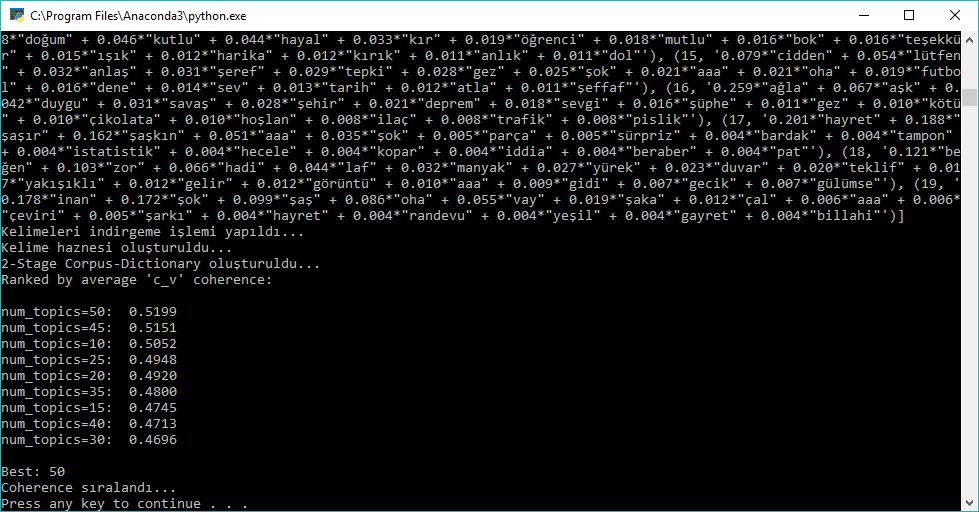 C:\Program Files\Anaconda3\python.exe
8*"doğum" + 0.046*"kutlu" + 0.044*"hayal" + 0.033*"kır" + 0.019*"öğrenci" + 0.018*"mutlu" + 0.016*"bok" + 0.016*"teşekkü
r" + 0.015*"ışık" + 0.012*"harika" + 0.012*"kırık" + 0.011*"anlık" + 0.011*"dol"'), (15, '0.079*"cidden" + 0.054*"lütfen
" + 0.032*"anlaş" + 0.031*"şeref" + 0.029*"tepki" + 0.028*"gez" + 0.025*"şok" + 0.021*"aaa" + 0.021*"oha" + 0.019*"futbo
l" + 0.016*"dene" + 0.014*"sev" + 0.013*"tarih" + 0.012*"atla" + 0.011*"şeffaf"'), (16, '0.259*"ağla" + 0.067*"aşk" + 0.
042*"duygu" + 0.031*"savaş" + 0.028*"şehir" + 0.021*"deprem" + 0.018*"sevgi" + 0.016*"şüphe" + 0.011*"gez" + 0.010*"kötü
" + 0.010*"çikolata" + 0.010*"hoşlan" + 0.008*"ilaç" + 0.008*"trafik" + 0.008*"pislik"'), (17, '0.201*"hayret" + 0.188*"
şaşır" + 0.162*"şaşkın" + 0.051*"aaa" + 0.035*"şok" + 0.005*"parça" + 0.005*"sürpriz" + 0.004*"bardak" + 0.004*"tampon"
+ 0.004*"istatistik" + 0.004*"hecele" + 0.004*"kopar" + 0.004*"iddia" + 0.004*"beraber" + 0.004*"pat"'), (18, '0.121*"be
ğen" + 0.103*"zor" + 0.066*"hadi" + 0.044*"laf" + 0.032*"manyak" + 0.027*"yürek" + 0.023*"duvar" + 0.020*"teklif" + 0.01
7*"yakışıklı" + 0.012*"gelir" + 0.012*"görüntü" + 0.010*"aaa" + 0.009*"gidi" + 0.007*"gecik" + 0.007*"gülümse"'), (19, '
0.178*"inan" + 0.172*"şok" + 0.099*"şaş" + 0.086*"oha" + 0.055*"vay" + 0.019*"şaka" + 0.012*"çal" + 0.006*"aaa" + 0.006*
"çeviri" + 0.005*"şarkı" + 0.004*"hayret" + 0.004*"randevu" + 0.004*"yeşil" + 0.004*"gayret" + 0.004*"billahi"')]
Kelimeleri indirgeme işlemi yapıldı...
Kelime haznesi oluşturuldu...
2-Stage Corpus-Dictionary oluşturuldu...
Ranked by average 'c_v' coherence:
num_topics=50:  0.5199
num_topics=45:  0.5151
num_topics=10:  0.5052
num_topics=25:  0.4948
num_topics=20:  0.4920
num_topics=35:  0.4800
num_topics=15:  0.4745
num_topics=40:  0.4713
num_topics=30:  0.4696
Best: 50
Coherence sıralandı...
Press any key to continue . . .